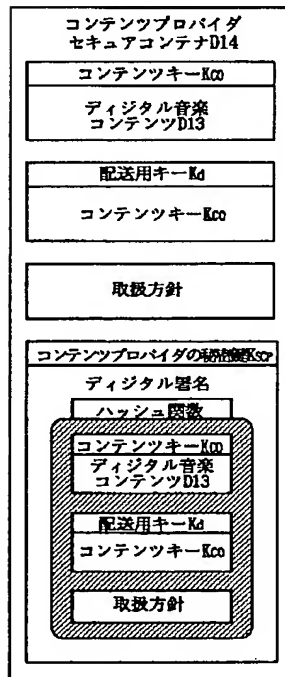 コンテンツプロバイダ
セキュアコンテナD14
コンテンツキーKco
ディジタル音楽
コンテンツD13
配送用キーKd
コンテンツキーKco
取扱方針
コンテンツプロバイダの秘密鍵Kscp
ディジタル署名
ハッシュ関数
コンテンツキーKco
ディジタル音楽
コンテンツD13
配送用キーKd
コンテンツキーKco
取扱方針